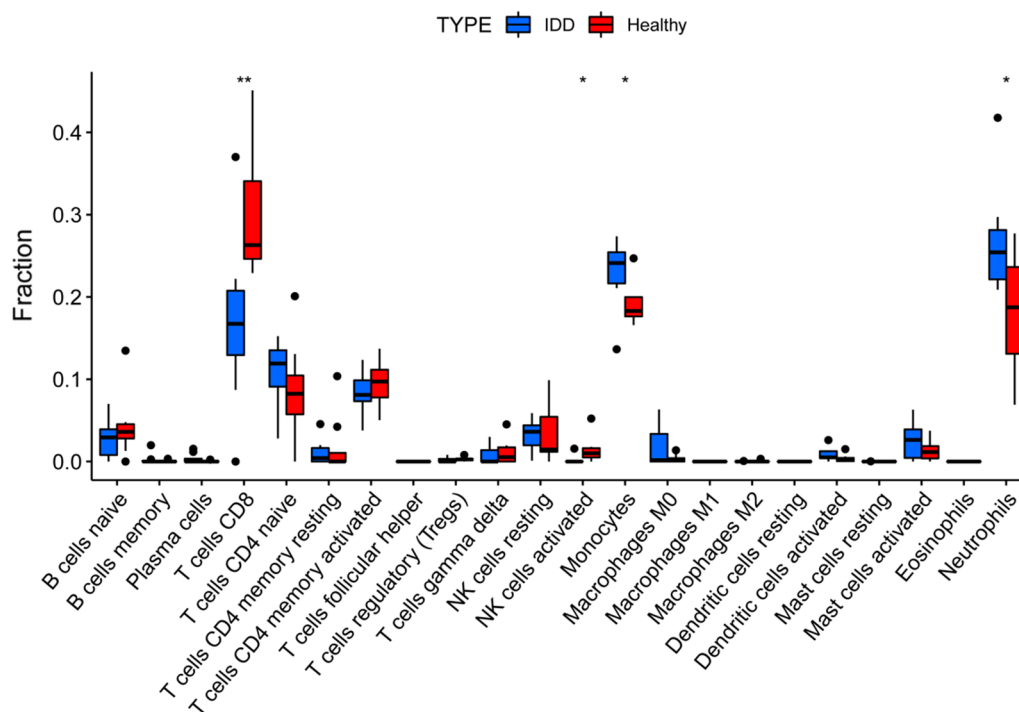 TYPE IDD Healthy
** * * *
Fraction
0.4
0.3
0.2
0.1
0.0
B cells naive
B cells memory
Plasma cells
T cells CD8
T cells CD4 naive
T cells CD4 memory resting
T cells CD4 memory activated
T cells follicular helper
T cells regulatory (Tregs)
T cells gamma delta
NK cells resting
NK cells activated
Monocytes
Macrophages M0
Macrophages M1
Macrophages M2
Dendritic cells resting
Dendritic cells activated
Mast cells resting
Mast cells activated
Eosinophils
Neutrophils